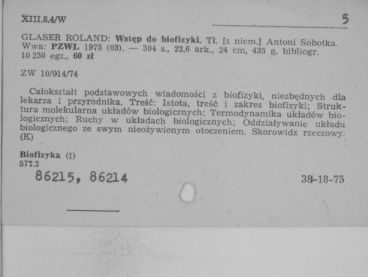 XIII.8.4/W
5
GLASER ROLAND: Wstęp do biofizyki. Tł. [z niem.] Antoni Sobotka.
Wwa: PZWL 1975 (03). — 304 s., 22,6 ark., 24 cm, 435 g, bibliogr.
10 250 egz., 60 zł
ZW 10/914/74
Całokształt podstawowych wiadomości z biofizyki, niezbędnych dla
lekarza i przyrodnika. Treść: Istota, treść i zakres biofizyki; Struk-
tura molekularna układów biologicznych; Termodynamika układów bio-
logicznych; Ruchy w układach biologicznych; Oddziaływanie układu
biologicznego ze swym nieożywionym otoczeniem. Skorowidz rzeczowy.
(K)
Biofizyka (1)
577.3
86215, 86214
38-18-75